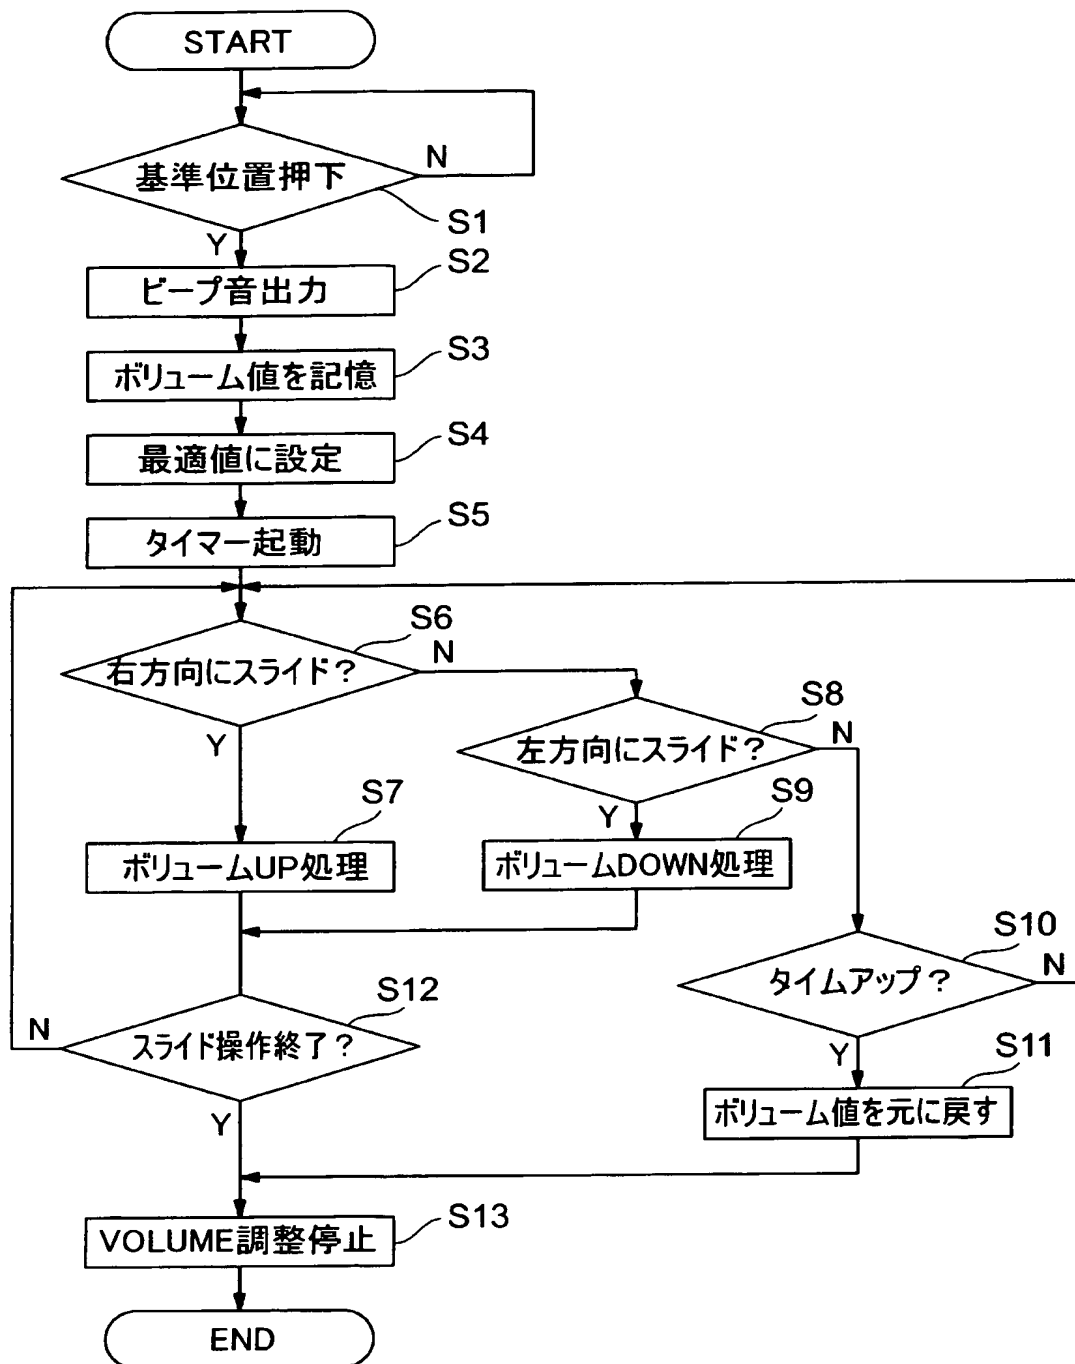 START
基準位置押下
N
S1
Y
S2
ビープ音出力
S3
ボリューム値を記憶
S4
最適値に設定
S5
タイマー起動
S6
右方向にスライド?
N
Y
S8
左方向にスライド?
N
Y
S7
ボリュームUP処理
S9
ボリュームDOWN処理
S10
タイムアップ?
N
Y
S12
スライド操作終了?
N
Y
S11
ボリューム値を元に戻す
S13
VOLUME調整停止
END